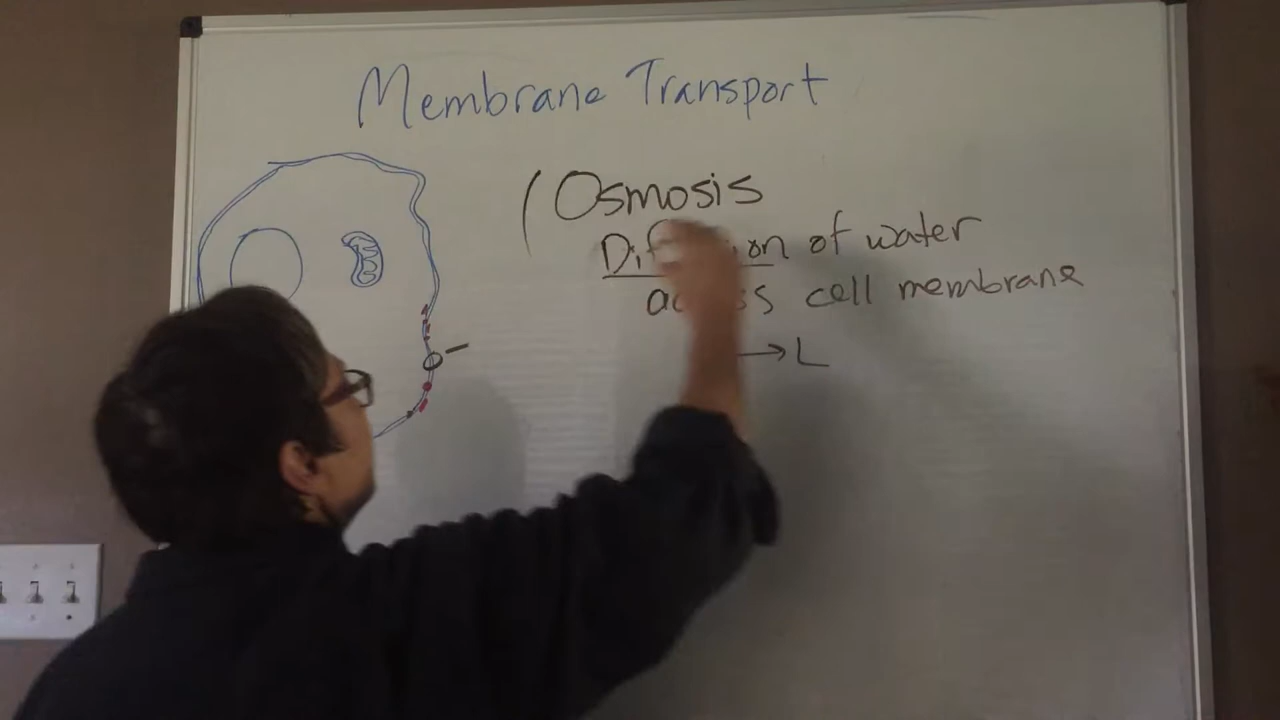 Membrane Transport
(Osmosis
of water
cell membrane
→ L